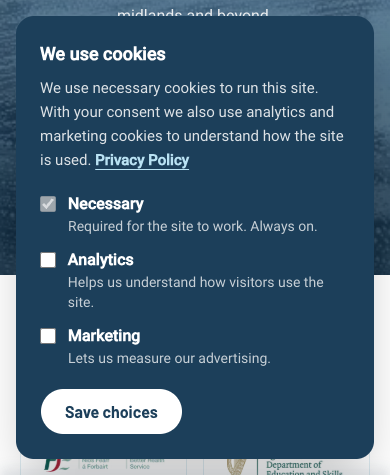 midlands and beyond
We use cookies
We use necessary cookies to run this site.
With your consent we also use analytics and
marketing cookies to understand how the site
is used. Privacy Policy
Necessary
Required for the site to work. Always on.
Analytics
Helps us understand how visitors use the
site.
Marketing
Lets us measure our advertising.
Save choices
Service
Department of
Education and Skills